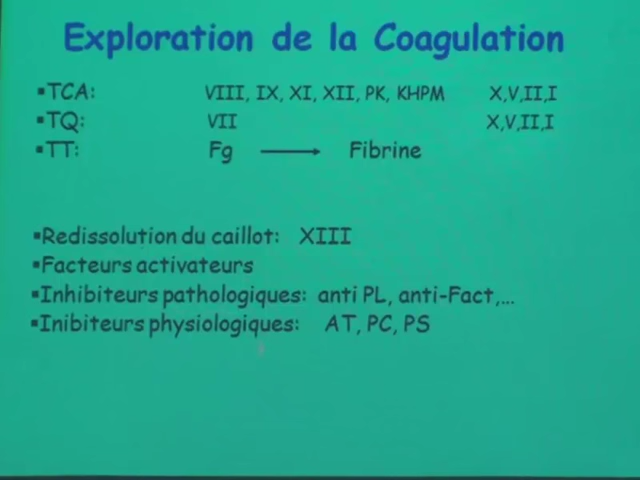 Exploration de la Coagulation
▪TCA: VIII, IX, XI, XII, PK, KHPM X,V,II,I
▪TQ: VII X,V,II,I
▪TT: Fg ⟶ Fibrine
▪Redissolution du caillot: XIII
▪Facteurs activateurs
▪Inhibiteurs pathologiques: anti PL, anti-Fact,...
▪Inibiteurs physiologiques: AT, PC, PS